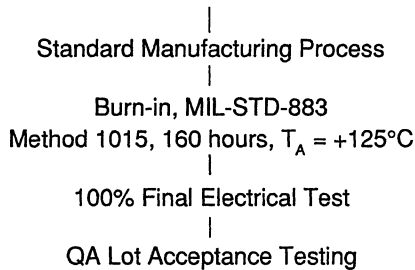 Standard Manufacturing Process
Burn-in, MIL-STD-883
Method 1015, 160 hours, T_A = +125°C
100% Final Electrical Test
QA Lot Acceptance Testing